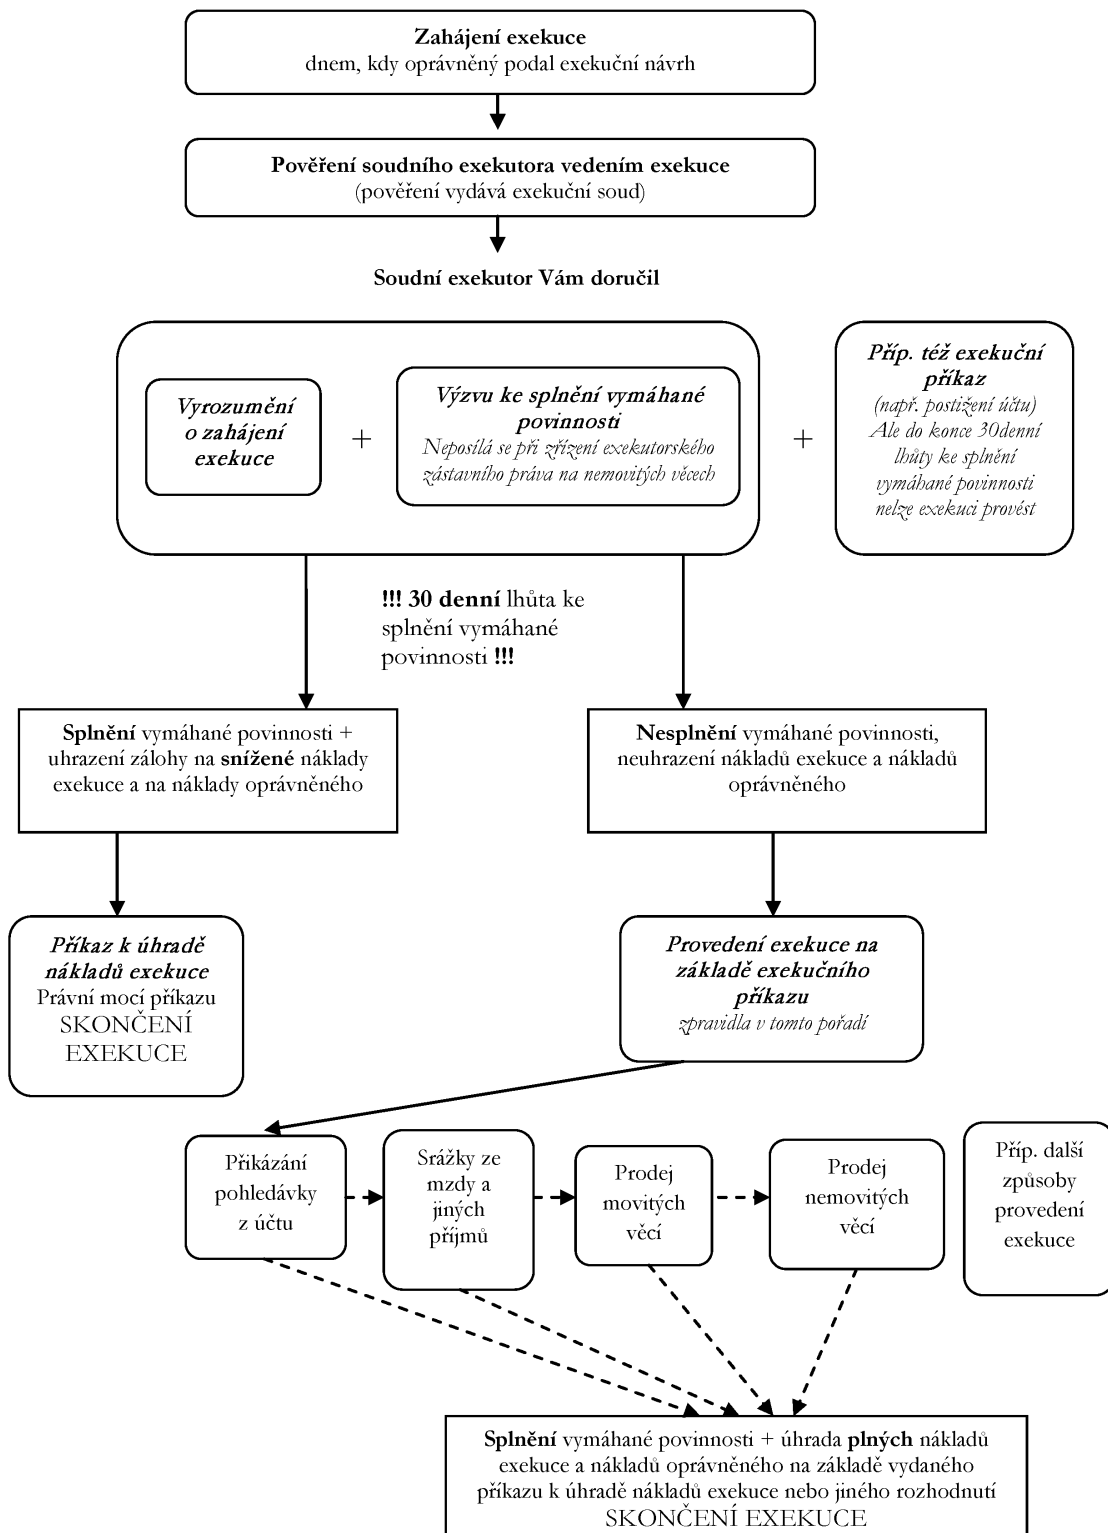 Zahájení exekuce
dnem, kdy oprávněný podal exekuční návrh
Pověření soudního exekutora vedením exekuce
(pověření vydává exekuční soud)
Soudní exekutor Vám doručil
Vyrozumění
o zahájení
exekuce
+
Výzvu ke splnění vymáhané
povinnosti
Neposílá se při zřízení exekutorského
zástavního práva na nemovitých věcech
+
Příp. též exekuční
příkaz
(např. postižení účtu)
Ale do konce 30denní
lhůty ke splnění
vymáhané povinnosti
nelze exekuci provést
!!! 30 denní lhůta ke
splnění vymáhané
povinnosti !!!
Splnění vymáhané povinnosti +
uhrazení zálohy na snížené náklady
exekuce a na náklady oprávněného
Nesplnění vymáhané povinnosti,
neuhrazení nákladů exekuce a nákladů
oprávněného
Příkaz k úhradě
nákladů exekuce
Právní mocí příkazu
SKONČENÍ
EXEKUCE
Provedení exekuce na
základě exekučního
příkazu
zpravidla v tomto pořadí
Přikázání
pohledávky
z účtu
Srážky ze
mzdy a
jiných
příjmů
Prodej
movitých
věcí
Prodej
nemovitých
věcí
Příp. další
způsoby
provedení
exekuce
Splnění vymáhané povinnosti + úhrada plných nákladů
exekuce a nákladů oprávněného na základě vydaného
příkazu k úhradě nákladů exekuce nebo jiného rozhodnutí
SKONČENÍ EXEKUCE